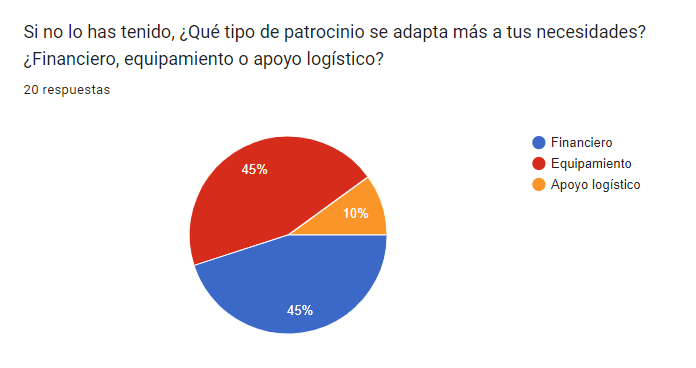 Si no lo has tenido, ¿Qué tipo de patrocinio se adapta más a tus necesidades?
¿Financiero, equipamiento o apoyo logístico?
20 respuestas
Financiero
Equipamiento
Apoyo logístico
45%
10%
45%